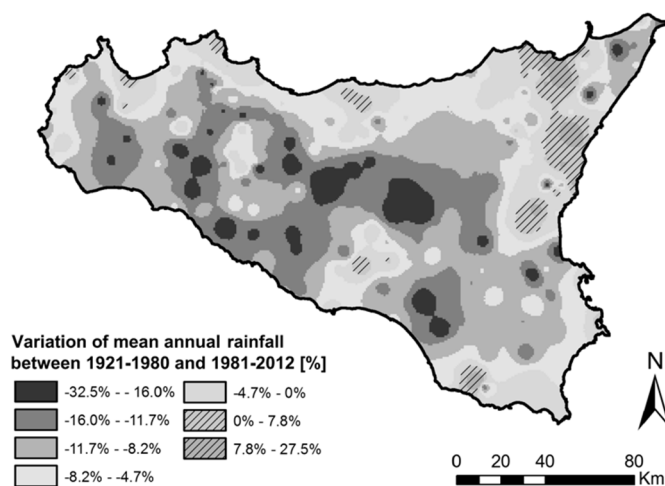 Variation of mean annual rainfall
between 1921-1980 and 1981-2012 [%]
-32.5% - - 16.0%
-16.0% - -11.7%
-11.7% - -8.2%
-8.2% - -4.7%
-4.7% - 0%
0% - 7.8%
7.8% - 27.5%
N
0 20 40 80
Km